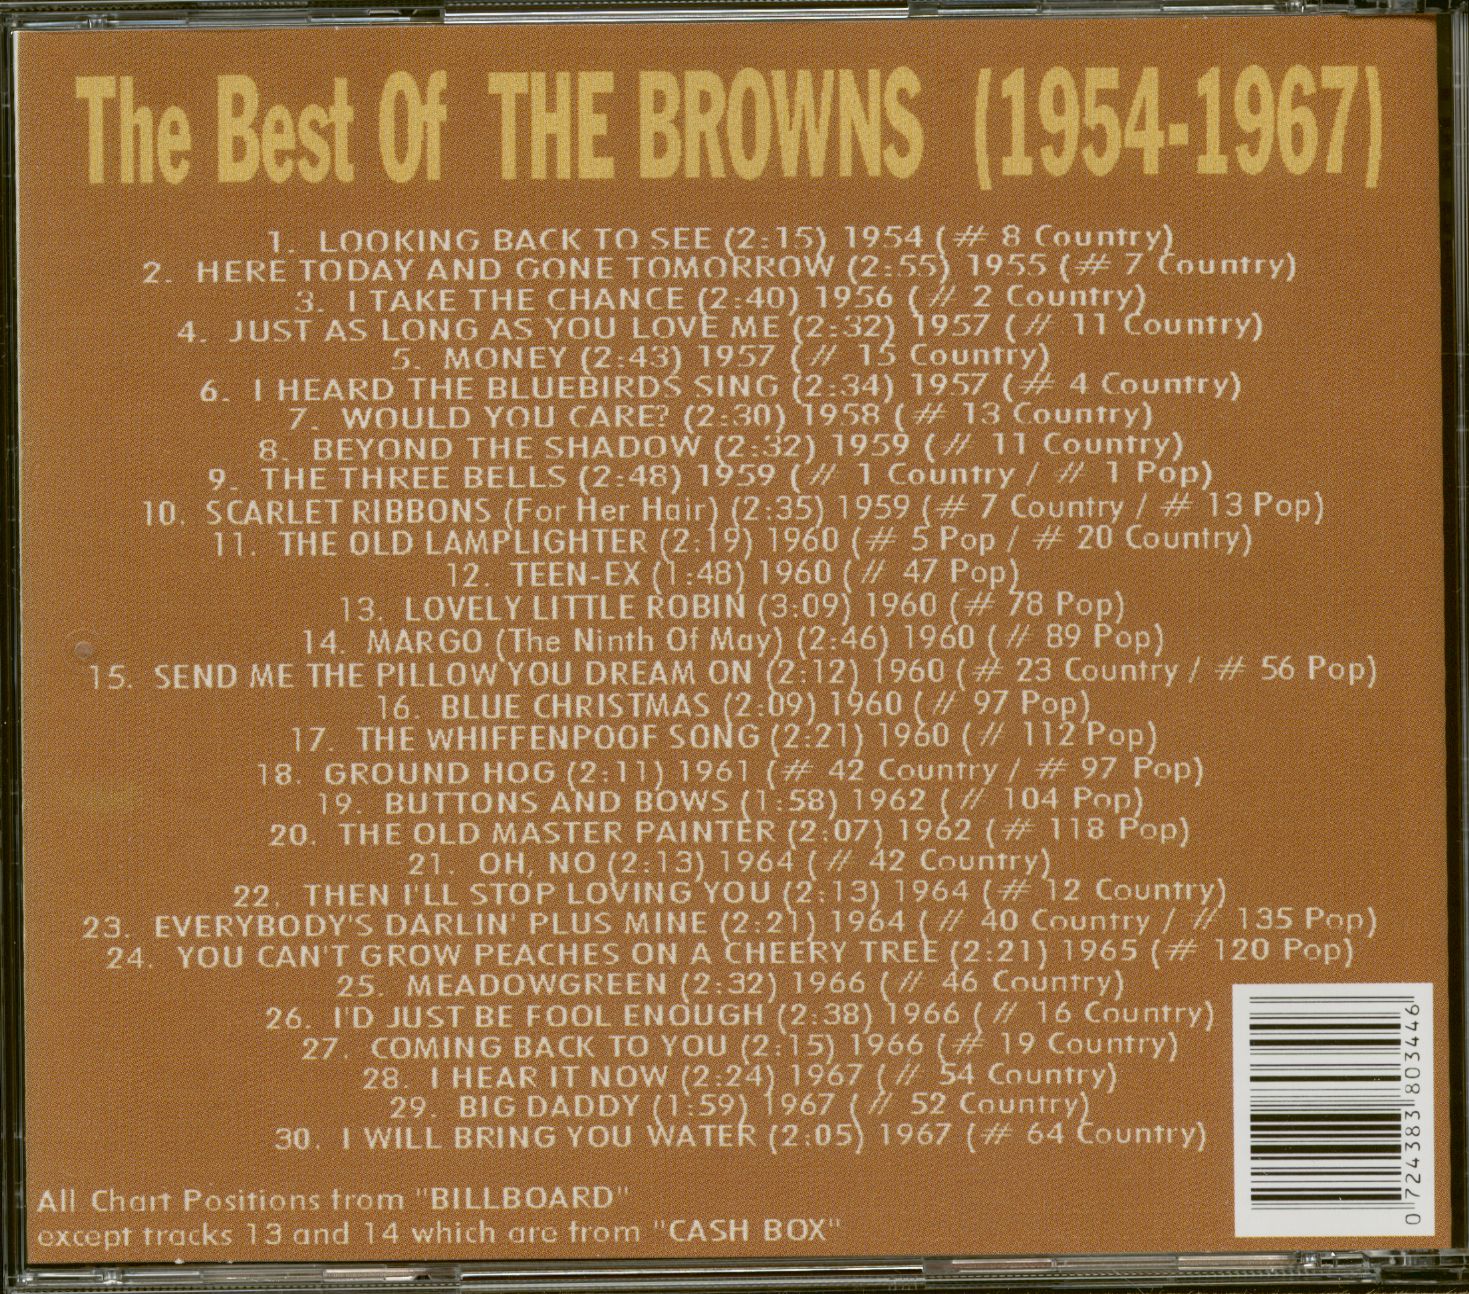 The Best Of THE BROWNS (1954-1967)
1. LOOKING BACK TO SEE (2:15) 1954 (# 8 Country)
2. HERE TODAY AND GONE TOMORROW (2:55) 1955 (# 7 Country)
3. I TAKE THE CHANCE (2:40) 1956 (# 2 Country)
4. JUST AS LONG AS YOU LOVE ME (2:32) 1957 (# 11 Country)
5. MONEY (2:43) 1957 (# 15 Country)
6. I HEARD THE BLUEBIRDS SING (2:34) 1957 (# 4 Country)
7. WOULD YOU CARE? (2:30) 1958 (# 13 Country)
8. BEYOND THE SHADOW (2:32) 1959 (# 11 Country)
9. THE THREE BELLS (2:48) 1959 (# 1 Country / # 1 Pop)
10. SCARLET RIBBONS (For Her Hair) (2:35) 1959 (# 7 Country / # 13 Pop)
11. THE OLD LAMPLIGHTER (2:19) 1960 (# 5 Pop / # 20 Country)
12. TEEN-EX (1:48) 1960 (# 47 Pop)
13. LOVELY LITTLE ROBIN (3:09) 1960 (# 78 Pop)
14. MARGO (The Ninth Of May) (2:46) 1960 (# 89 Pop)
15. SEND ME THE PILLOW YOU DREAM ON (2:12) 1960 (# 23 Country / # 56 Pop)
16. BLUE CHRISTMAS (2:09) 1960 (# 97 Pop)
17. THE WHIFFENPOOF SONG (2:21) 1960 (# 112 Pop)
18. GROUND HOG (2:11) 1961 (# 42 Country / # 97 Pop)
19. BUTTONS AND BOWS (1:58) 1962 (# 104 Pop)
20. THE OLD MASTER PAINTER (2:07) 1962 (# 118 Pop)
21. OH, NO (2:13) 1964 (# 42 Country)
22. THEN I'LL STOP LOVING YOU (2:13) 1964 (# 12 Country)
23. EVERYBODY'S DARLIN' PLUS MINE (2:21) 1964 (# 40 Country / # 135 Pop)
24. YOU CAN'T GROW PEACHES ON A CHEERY TREE (2:21) 1965 (# 120 Pop)
25. MEADOWGREEN (2:32) 1966 (# 46 Country)
26. I'D JUST BE FOOL ENOUGH (2:38) 1966 (# 16 Country)
27. COMING BACK TO YOU (2:15) 1966 (# 19 Country)
28. I HEAR IT NOW (2:24) 1967 (# 54 Country)
29. BIG DADDY (1:59) 1967 (# 52 Country)
30. I WILL BRING YOU WATER (2:05) 1967 (# 64 Country)
All Chart Positions from "BILLBOARD"
except tracks 13 and 14 which are from "CASH BOX"
0 724383 803446